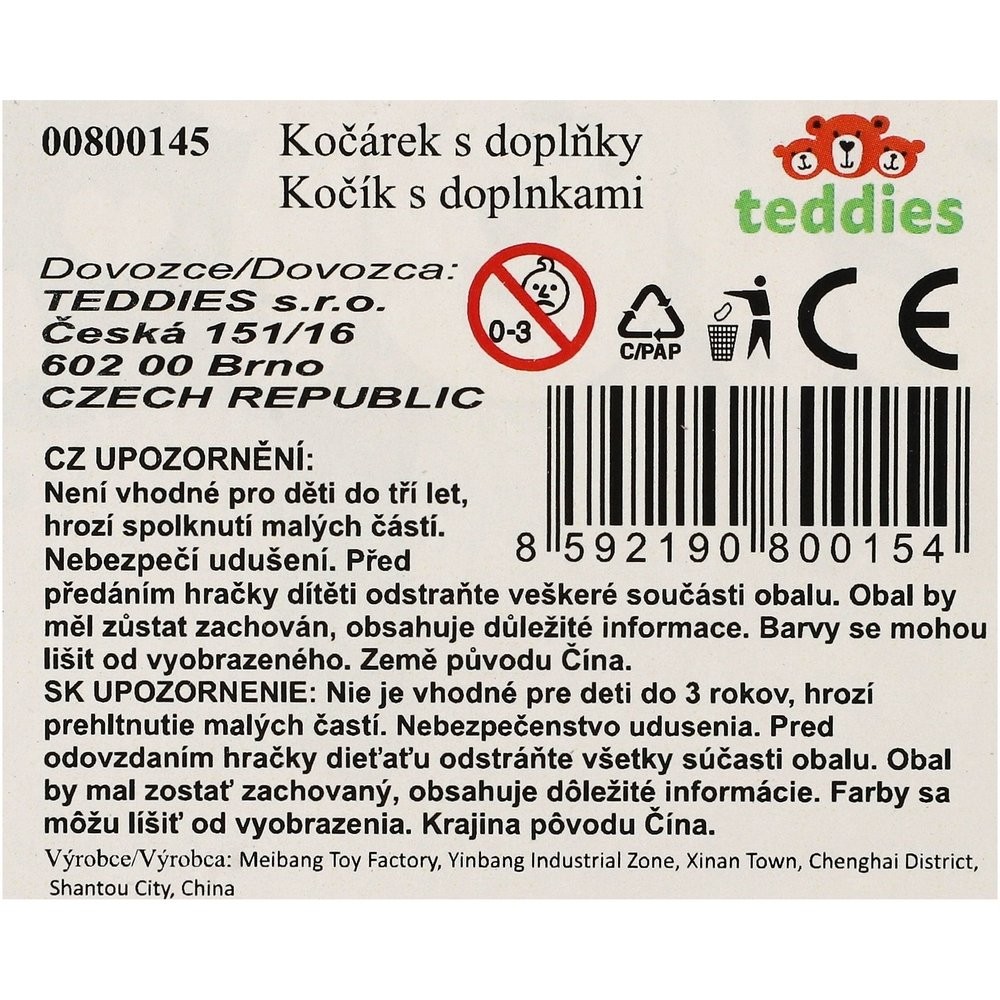 00800145
Kočárek s doplňky
Kočík s doplnkami
teddies
Dovozce/Dovozca:
TEDDIES s.r.o.
Česká 151/16
602 00 Brno
CZECH REPUBLIC
0-3
C/PAP
CE
8 592190 800154
CZ UPOZORNĚNÍ:
Není vhodné pro děti do tří let,
hrozí spolknutí malých částí.
Nebezpečí udušení. Před
předáním hračky dítěti odstraňte veškeré součásti obalu. Obal by
měl zůstat zachován, obsahuje důležité informace. Barvy se mohou
lišit od vyobrazeného. Země původu Čína.
SK UPOZORNENIE: Nie je vhodné pre deti do 3 rokov, hrozí
prehltnutie malých častí. Nebezpečenstvo udusenia. Pred
odovzdaním hračky dieťaťu odstráňte všetky súčasti obalu. Obal
by mal zostať zachovaný, obsahuje dôležité informácie. Farby sa
môžu líšiť od vyobrazenia. Krajina pôvodu Čína.
Výrobce/Výrobca: Meibang Toy Factory, Yinbang Industrial Zone, Xinan Town, Chenghai District,
Shantou City, China